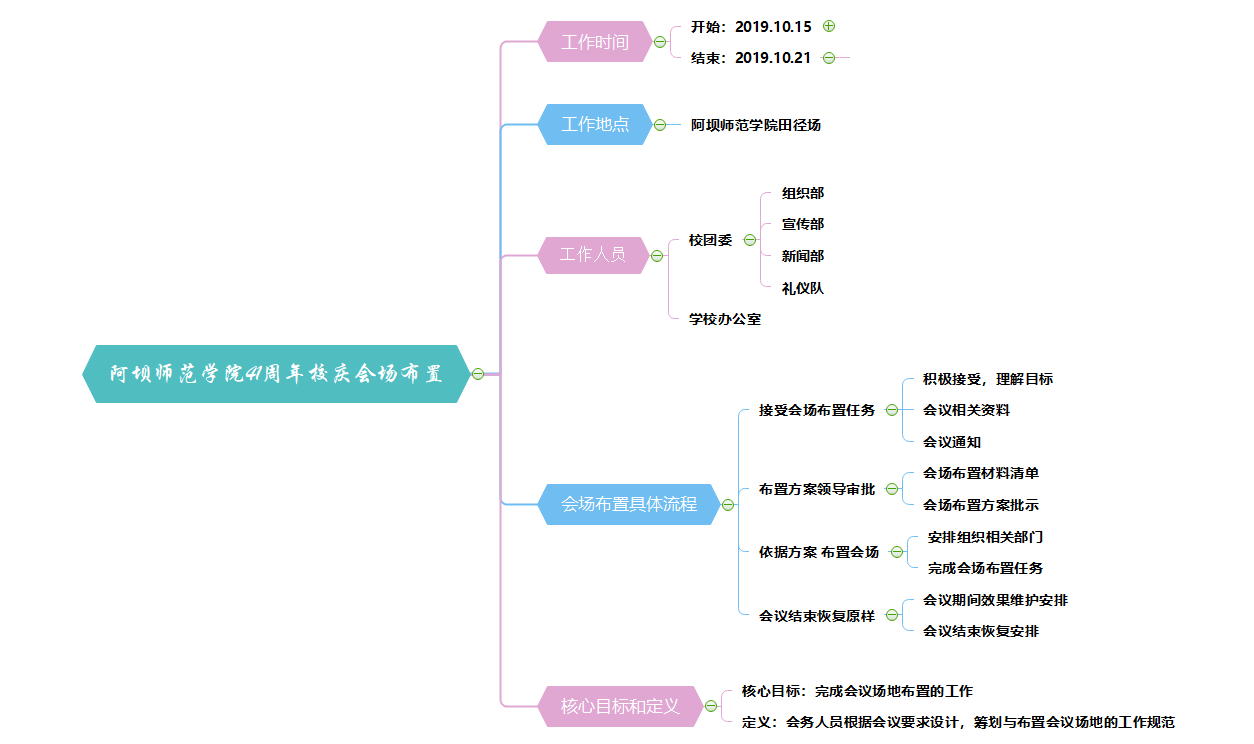 阿坝师范学院41周年校庆会场布置
工作时间
开始：2019.10.15
结束：2019.10.21
工作地点
阿坝师范学院田径场
工作人员
校团委
组织部
宣传部
新闻部
礼仪队
学校办公室
会场布置具体流程
接受会场布置任务
积极接受，理解目标
会议相关资料
会议通知
布置方案领导审批
会场布置材料清单
会场布置方案批示
依据方案 布置会场
安排组织相关部门
完成会场布置任务
会议结束恢复原样
会议期间效果维护安排
会议结束恢复安排
核心目标和定义
核心目标：完成会议场地布置的工作
定义：会务人员根据会议要求设计，筹划与布置会议场地的工作规范